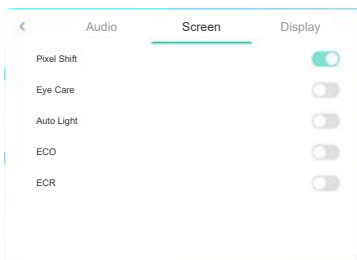 Audio Screen Display
Pixel Shift
Eye Care
Auto Light
ECO
ECR